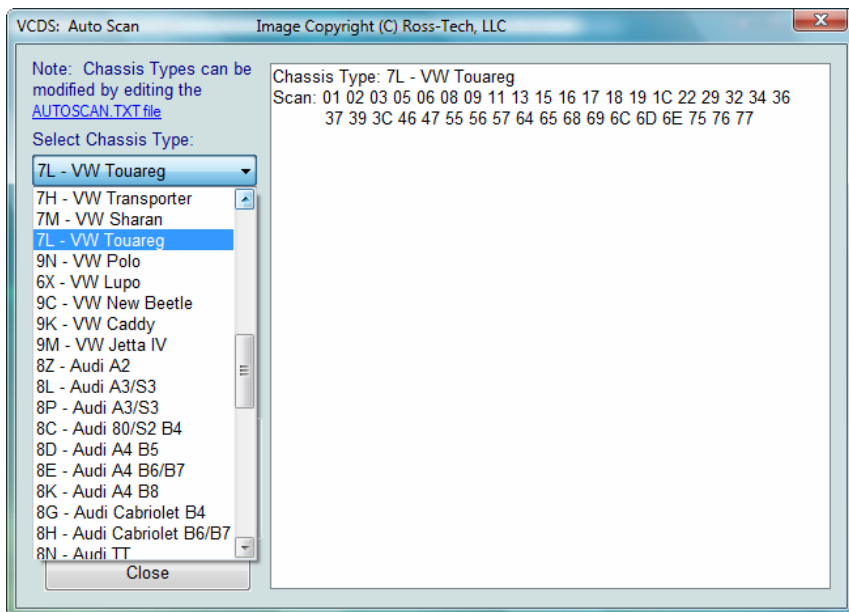 VCDS: Auto Scan
Image Copyright (C) Ross-Tech, LLC
Note: Chassis Types can be
modified by editing the
AUTOSCAN.TXT file
Select Chassis Type:
7L - VW Touareg
7H - VW Transporter
7M - VW Sharan
7L - VW Touareg
9N - VW Polo
6X - VW Lupo
9C - VW New Beetle
9K - VW Caddy
9M - VW Jetta IV
8Z - Audi A2
8L - Audi A3/S3
8P - Audi A3/S3
8C - Audi 80/S2 B4
8D - Audi A4 B5
8E - Audi A4 B6/B7
8K - Audi A4 B8
8G - Audi Cabriolet B4
8H - Audi Cabriolet B6/B7
8N - Audi TT
Close
Chassis Type: 7L - VW Touareg
Scan: 01 02 03 05 06 08 09 11 13 15 16 17 18 19 1C 22 29 32 34 36
37 39 3C 46 47 55 56 57 64 65 68 69 6C 6D 6E 75 76 77